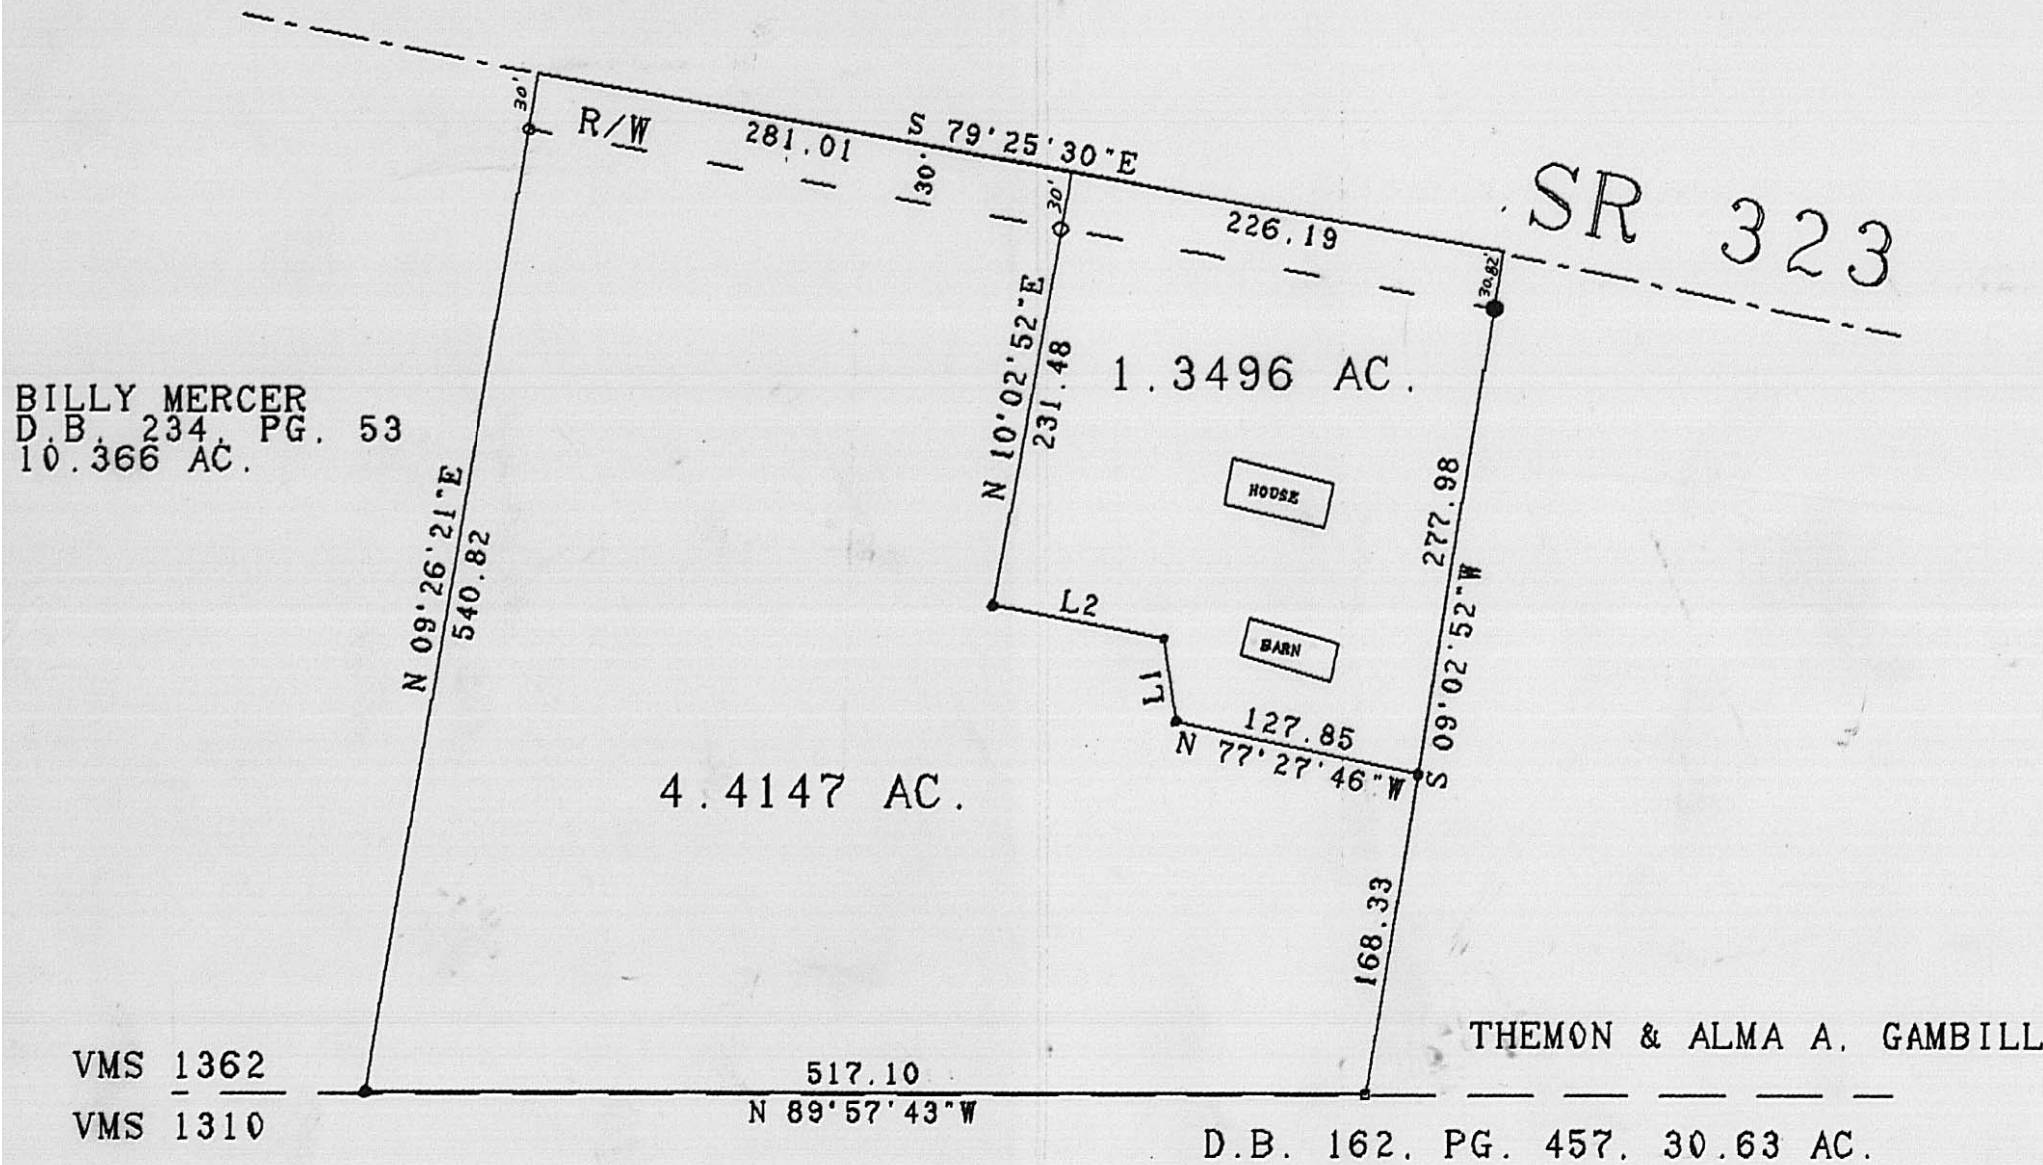 30'
R/W
281.01
S 79°25'30"E
30'
30'
226.19
SR 323
30.82'
N 10°02'52"E
231.48
1.3496 AC.
BILLY MERCER
D.B. 234, PG. 53
10.366 AC.
HOUSE
277.98
N 09°26'21"E
540.82
S 09°02'52"W
L2
BARN
L1
127.85
N 77°27'46"W
4.4147 AC.
168.33
THEMON & ALMA A. GAMBILL
VMS 1362
517.10
N 89°57'43"W
VMS 1310
D.B. 162, PG. 457, 30.63 AC.